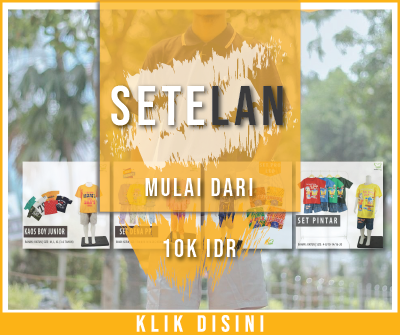 SETELAN
MULAI DARI
KAOS BOY JUNIOR
SET PINTAR
10K IDR
KLIK DISINI